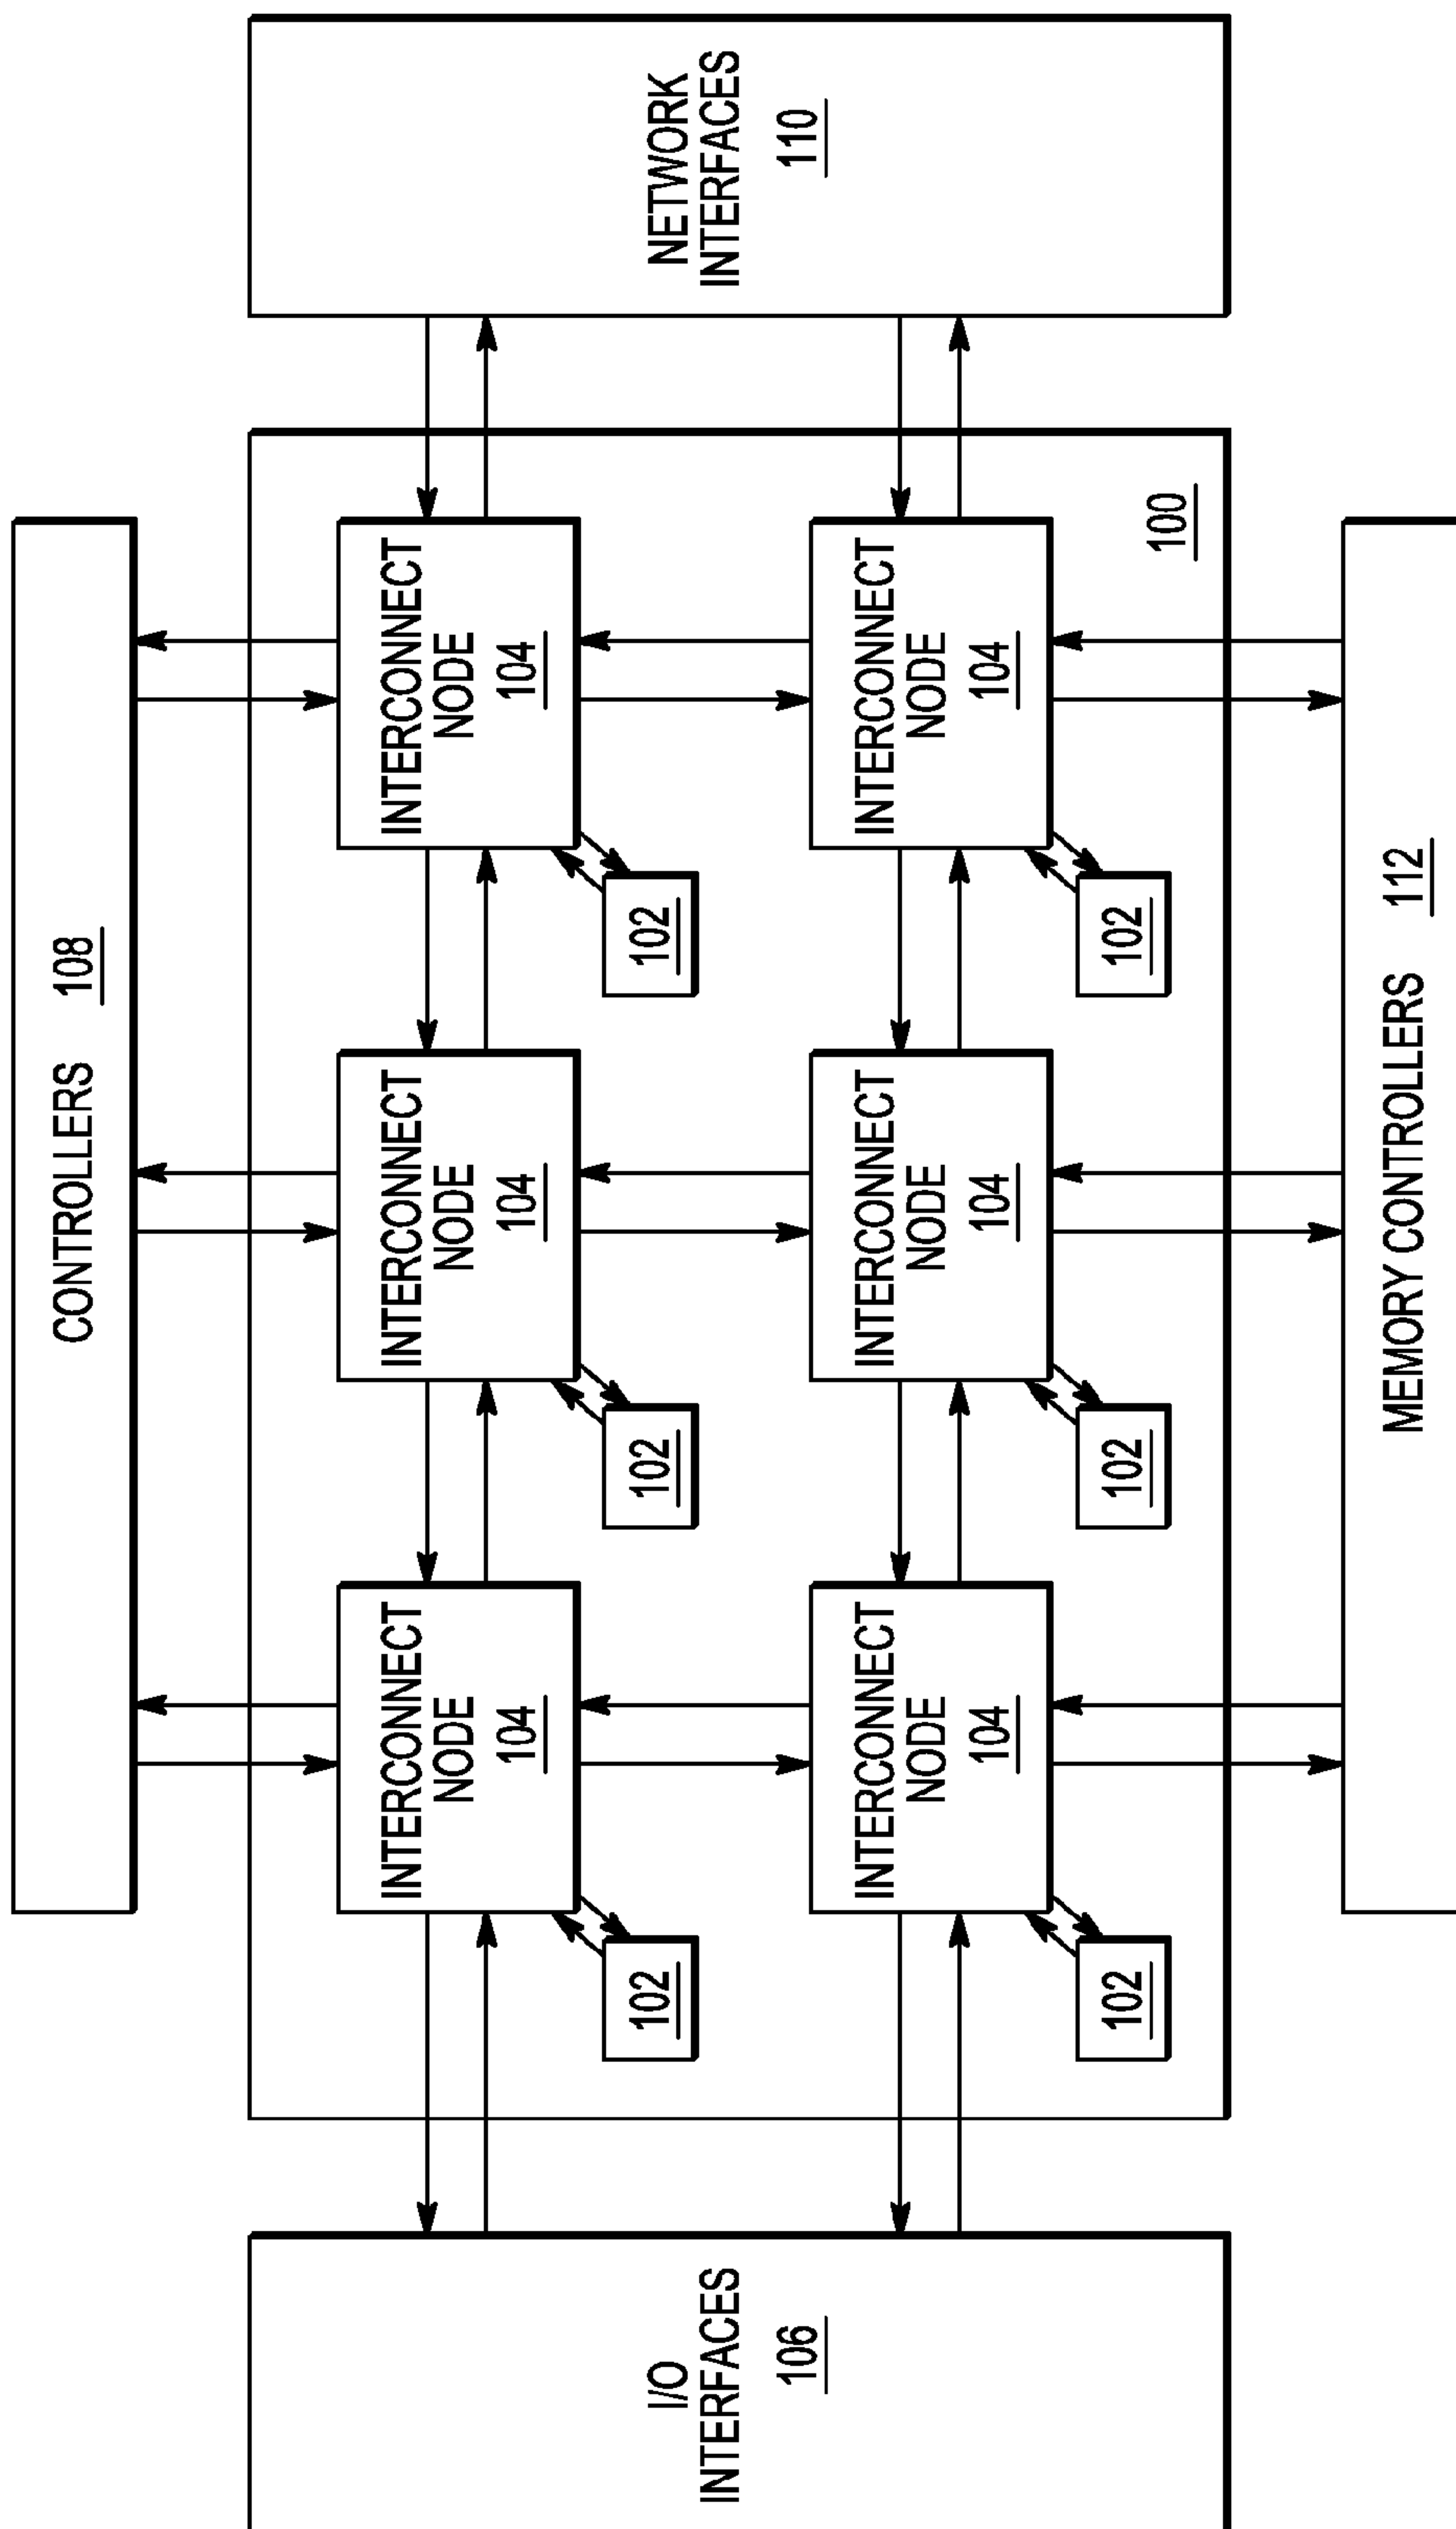 CONTROLLERS 108
INTERCONNECT
NODE
104
INTERCONNECT
NODE
104
INTERCONNECT
NODE
104
102
102
102
I/O
INTERFACES
106
NETWORK
INTERFACES
110
INTERCONNECT
NODE
104
INTERCONNECT
NODE
104
INTERCONNECT
NODE
104
102
102
102
100
MEMORY CONTROLLERS 112